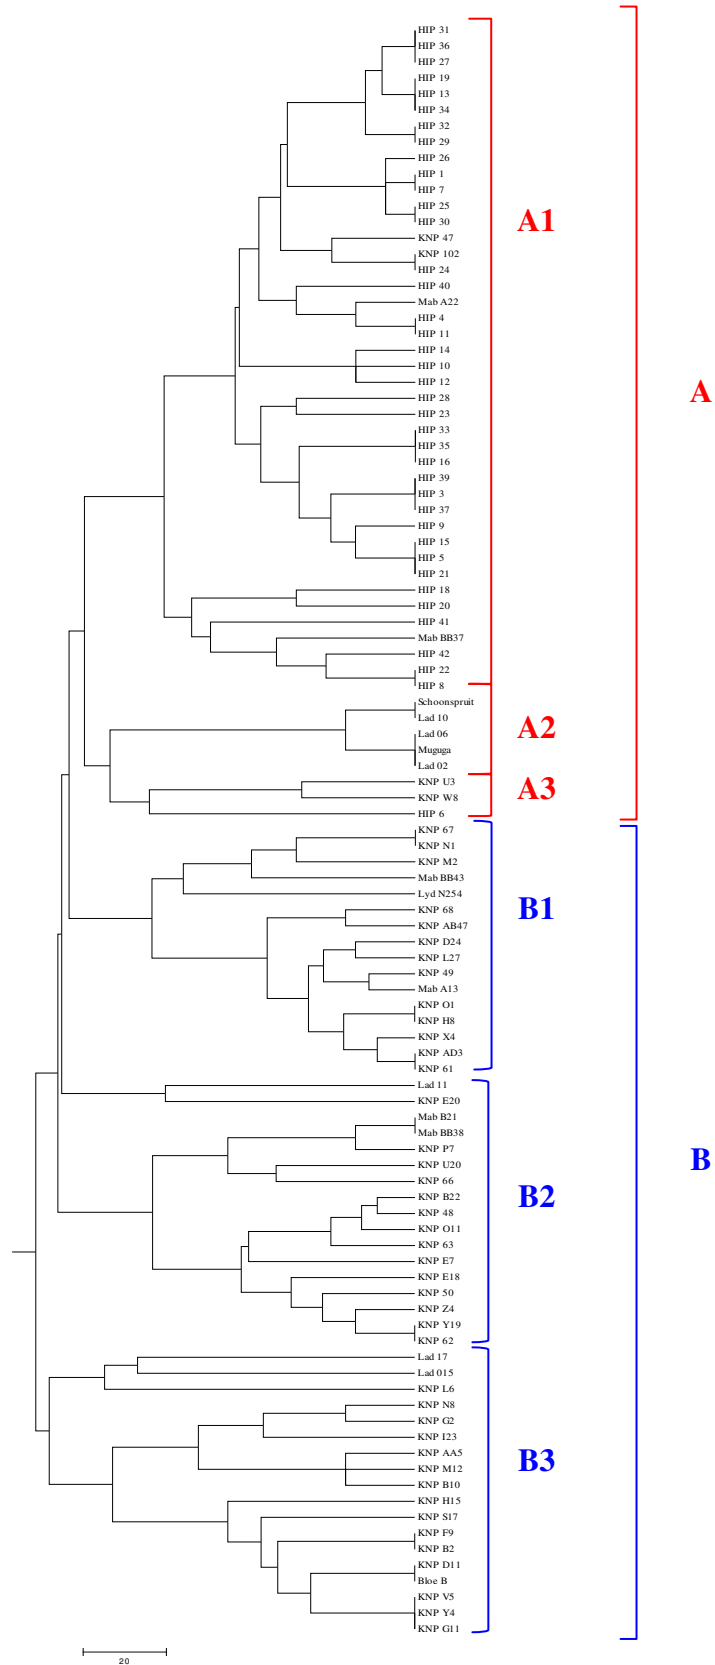 A
HIP 31
HIP 36
HIP 27
HIP 19
HIP 13
HIP 34
HIP 32
HIP 29
HIP 26
HIP 1
HIP 7
HIP 25
HIP 30
A1
KNP 47
KNP 102
HIP 24
HIP 40
Mab A22
HIP 4
HIP 11
HIP 14
HIP 10
HIP 12
HIP 28
HIP 23
HIP 33
HIP 35
HIP 16
HIP 39
HIP 3
HIP 37
HIP 9
HIP 15
HIP 5
HIP 21
HIP 18
HIP 20
HIP 41
Mab BB37
HIP 42
HIP 22
HIP 8
Schoonspruit
Lad 10
A2
Lad 06
Muguga
Lad 02
KNP U3
A3
KNP W8
HIP 6
KNP 67
KNP N1
KNP M2
Mab BB43
Lyd N254
B1
KNP 68
KNP AB47
KNP D24
KNP L27
KNP 49
Mab A13
KNP O1
KNP H8
KNP X4
KNP AD3
KNP 61
Lad 11
KNP E20
Mab B21
Mab BB38
KNP P7
B
KNP U20
KNP 66
B2
KNP B22
KNP 48
KNP O11
KNP 63
KNP E7
KNP E18
KNP 50
KNP Z4
KNP Y19
KNP 62
Lad 17
Lad 015
KNP L6
KNP N8
KNP G2
KNP I23
B3
KNP AA5
KNP M12
KNP B10
KNP H15
KNP S17
KNP F9
KNP B2
KNP D11
Bloe B
KNP V5
KNP Y4
KNP G11
20